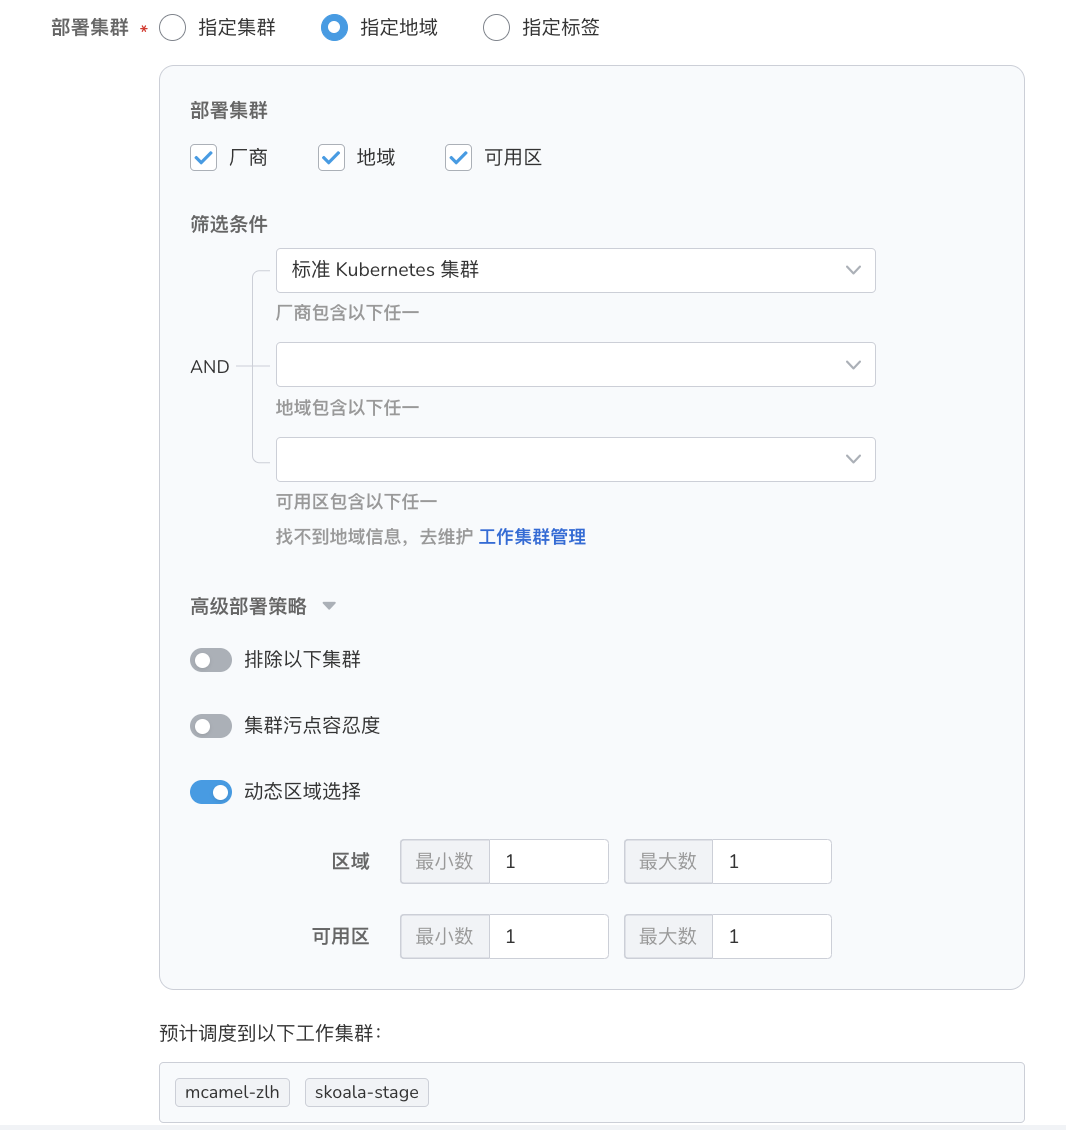 部署集群 * 指定集群 指定地域 指定标签
部署集群
厂商 地域 可用区
筛选条件
标准 Kubernetes 集群
厂商包含以下任一
AND
地域包含以下任一
可用区包含以下任一
找不到地域信息，去维护 工作集群管理
高级部署策略
排除以下集群
集群污点容忍度
动态区域选择
区域 最小数 1 最大数 1
可用区 最小数 1 最大数 1
预计调度到以下工作集群：
mcamel-zlh skoala-stage